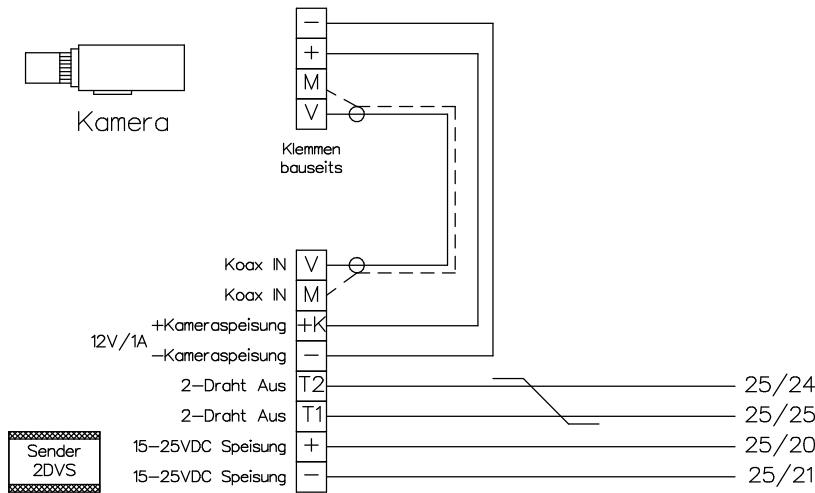 −
+
M
V
Kamera
Klemmen
bauseits
Koax IN V
Koax IN M
+Kameraspeisung +K
12V/1A
−Kameraspeisung −
2−Draht Aus T2 25/24
2−Draht Aus T1 25/25
15−25VDC Speisung + 25/20
15−25VDC Speisung − 25/21
Sender
2DVS